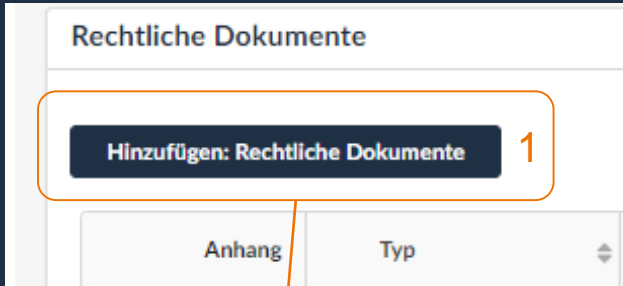 Rechtliche Dokumente
Hinzufügen: Rechtliche Dokumente 1
Anhang Typ